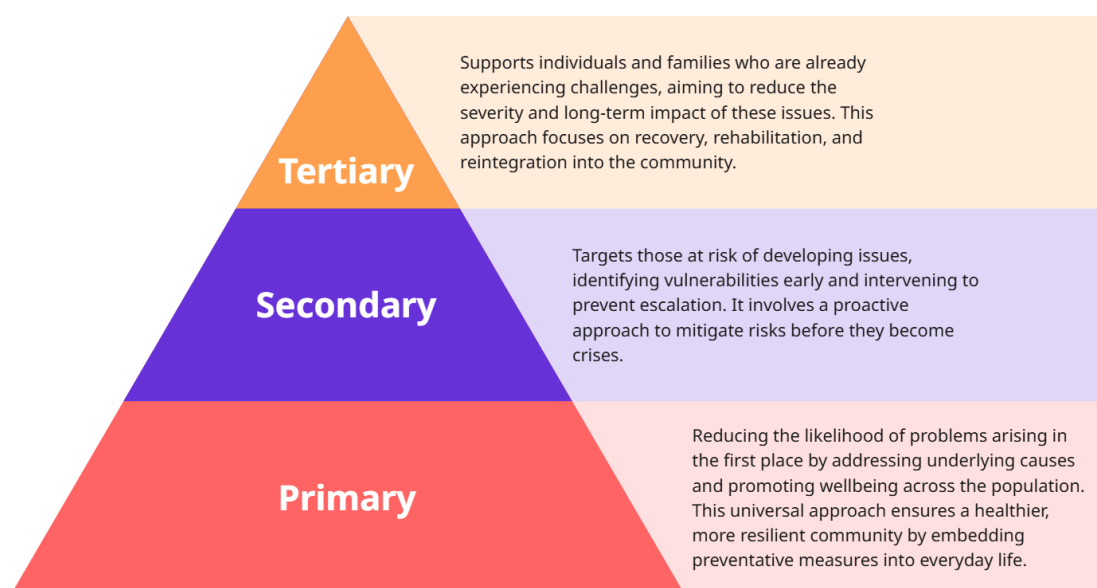 Supports individuals and families who are already
experiencing challenges, aiming to reduce the
severity and long-term impact of these issues. This
approach focuses on recovery, rehabilitation, and
reintegration into the community.
Tertiary
Targets those at risk of developing issues,
identifying vulnerabilities early and intervening to
prevent escalation. It involves a proactive
approach to mitigate risks before they become
crises.
Secondary
Reducing the likelihood of problems arising in
the first place by addressing underlying causes
and promoting wellbeing across the population.
This universal approach ensures a healthier,
more resilient community by embedding
preventative measures into everyday life.
Primary